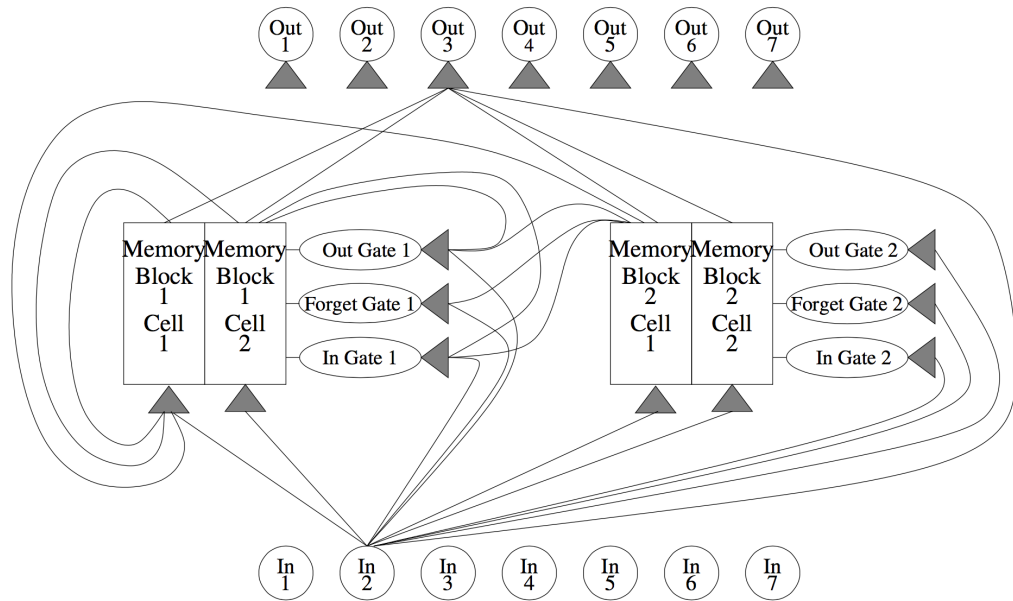 Out
1
Out
2
Out
3
Out
4
Out
5
Out
6
Out
7
Memory
Block
1
Cell
1
Memory
Block
1
Cell
2
Out Gate 1
Forget Gate 1
In Gate 1
Memory
Block
2
Cell
1
Memory
Block
2
Cell
2
Out Gate 2
Forget Gate 2
In Gate 2
In
1
In
2
In
3
In
4
In
5
In
6
In
7